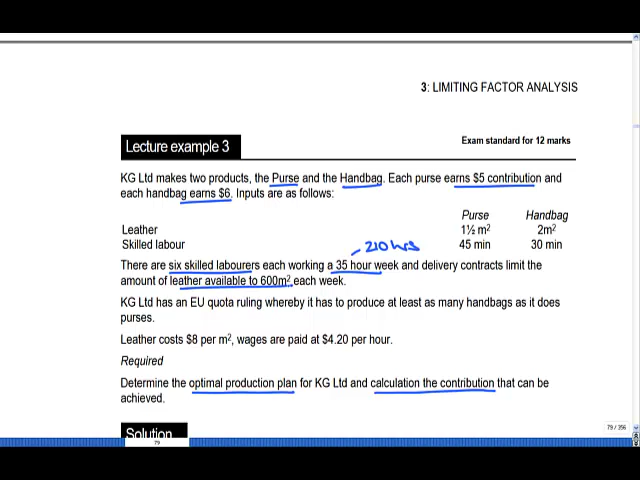 3: LIMITING FACTOR ANALYSIS
Lecture example 3
Exam standard for 12 marks
KG Ltd makes two products, the Purse and the Handbag. Each purse earns $5 contribution and
each handbag earns $6. Inputs are as follows:
Purse Handbag
Leather 1½ m² 2m²
Skilled labour 45 min 30 min
210 hrs
There are six skilled labourers each working a 35 hour week and delivery contracts limit the
amount of leather available to 600m² each week.
KG Ltd has an EU quota ruling whereby it has to produce at least as many handbags as it does
purses.
Leather costs $8 per m², wages are paid at $4.20 per hour.
Required
Determine the optimal production plan for KG Ltd and calculation the contribution that can be
achieved.
Solution
79 / 356
79